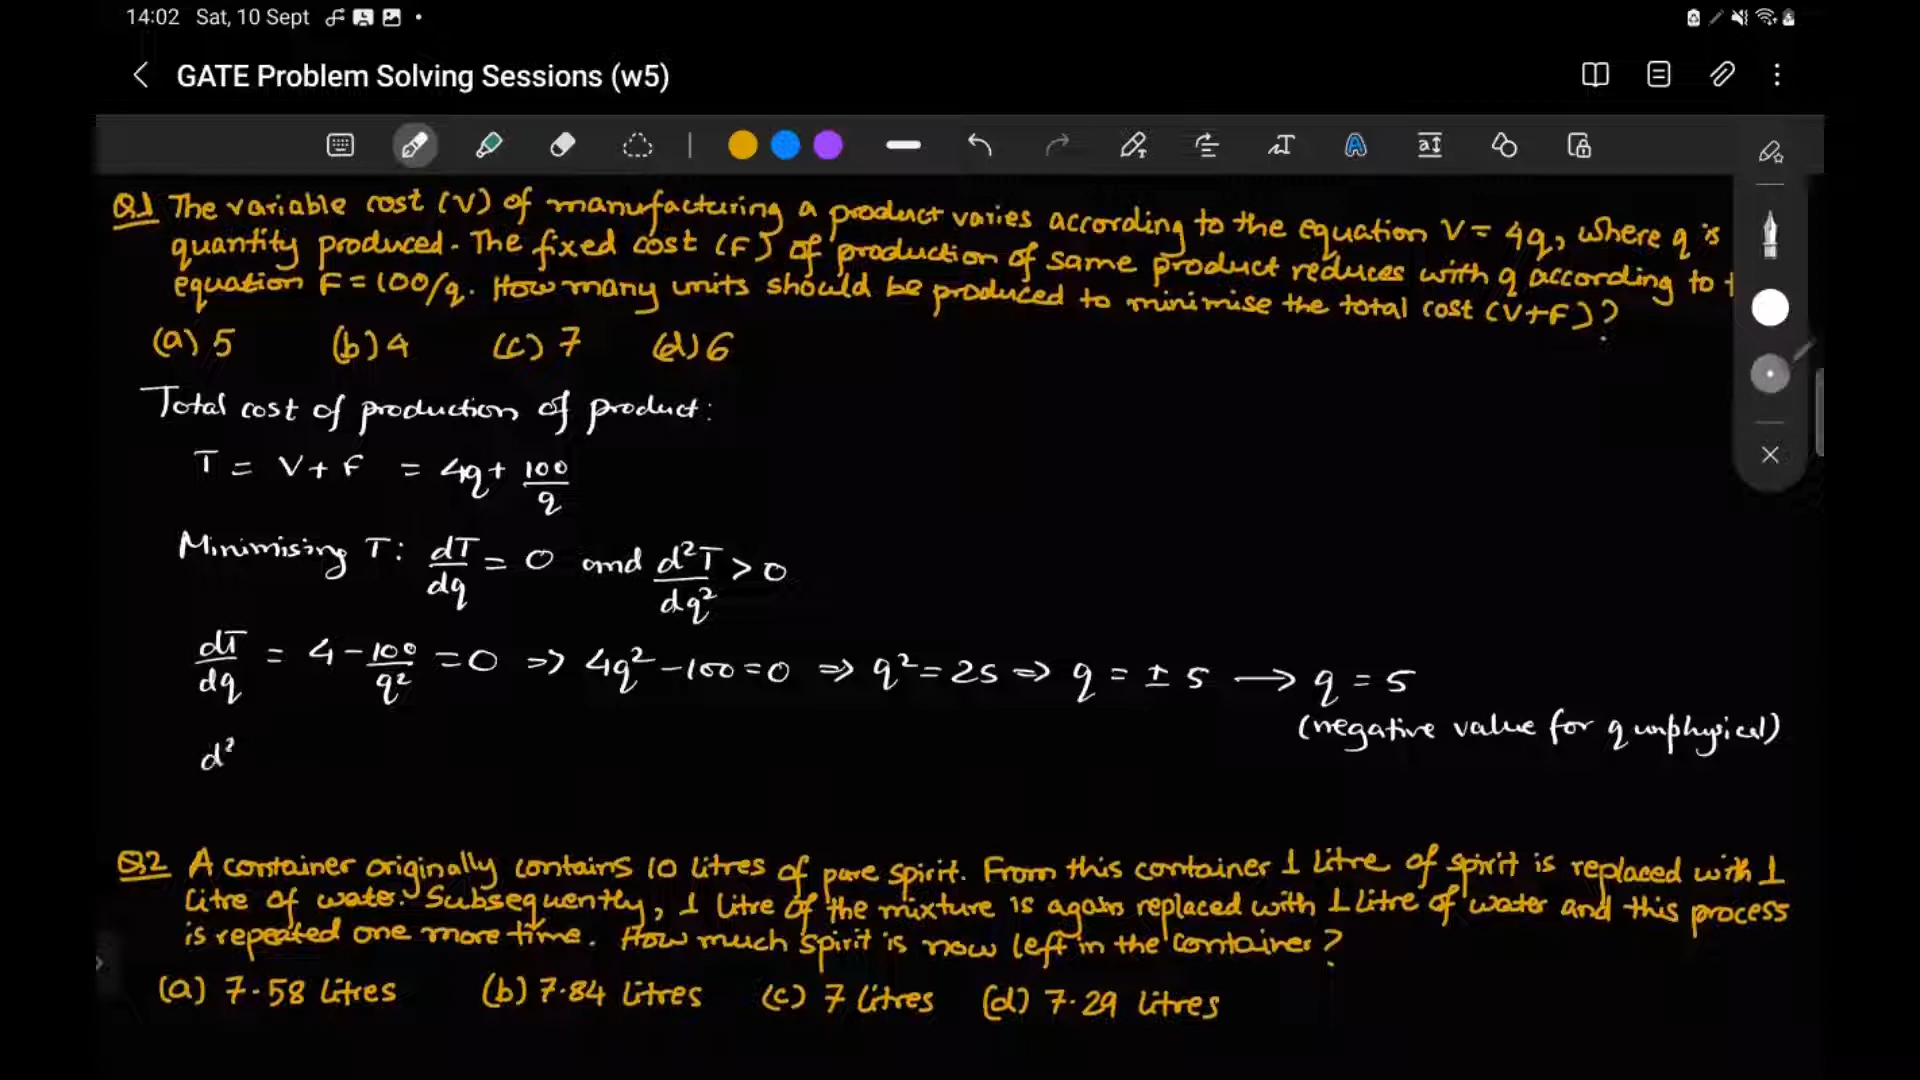 14:02 Sat, 10 Sept
GATE Problem Solving Sessions (w5)
Q1 The variable cost (V) of manufacturing a product varies according to the equation V = 4q, where q is
quantity produced. The fixed cost (F) of production of same product reduces with q according to
equation F = 100/q. How many units should be produced to minimise the total cost (V+F)?
(a) 5 (b) 4 (c) 7 (d) 6
Total cost of production of product:
T = V + F = 4q + 100/q
Minimising T: dT/dq = 0 and d²T/dq² > 0
dT/dq = 4 - 100/q² = 0 ⇒ 4q² - 100 = 0 ⇒ q² = 25 ⇒ q = ± 5 → q = 5
(negative value for q unphysical)
d²
Q2 A container originally contains 10 litres of pure spirit. From this container 1 litre of spirit is replaced with 1
litre of water. Subsequently, 1 litre of the mixture is again replaced with 1 litre of water and this process
is repeated one more time. How much spirit is now left in the container?
(a) 7.58 litres (b) 7.84 litres (c) 7 litres (d) 7.29 litres